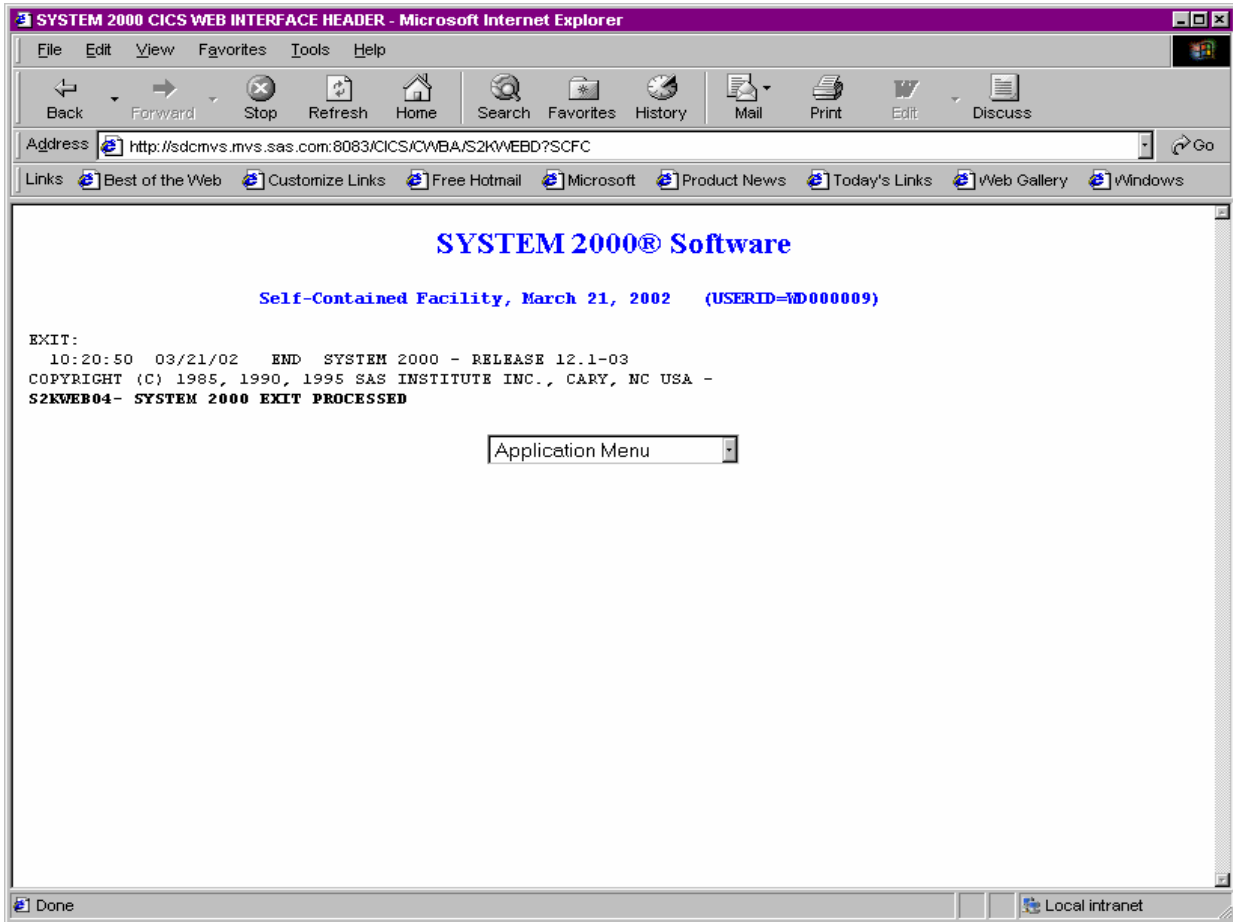 SYSTEM 2000 CICS WEB INTERFACE HEADER - Microsoft Internet Explorer
File Edit View Favorites Tools Help
Back Forward Stop Refresh Home Search Favorites History Mail Print Edit Discuss
Address http://sdcmvs.mvs.sas.com:8083/CICS/CWBA/S2KWEBD?SCFC Go
Links Best of the Web Customize Links Free Hotmail Microsoft Product News Today's Links Web Gallery Windows
SYSTEM 2000® Software
Self-Contained Facility, March 21, 2002 (USERID=WD000009)
EXIT:
10:20:50 03/21/02 END SYSTEM 2000 - RELEASE 12.1-03
COPYRIGHT (C) 1985, 1990, 1995 SAS INSTITUTE INC., CARY, NC USA -
S2KWEB04- SYSTEM 2000 EXIT PROCESSED
Application Menu
Done Local intranet